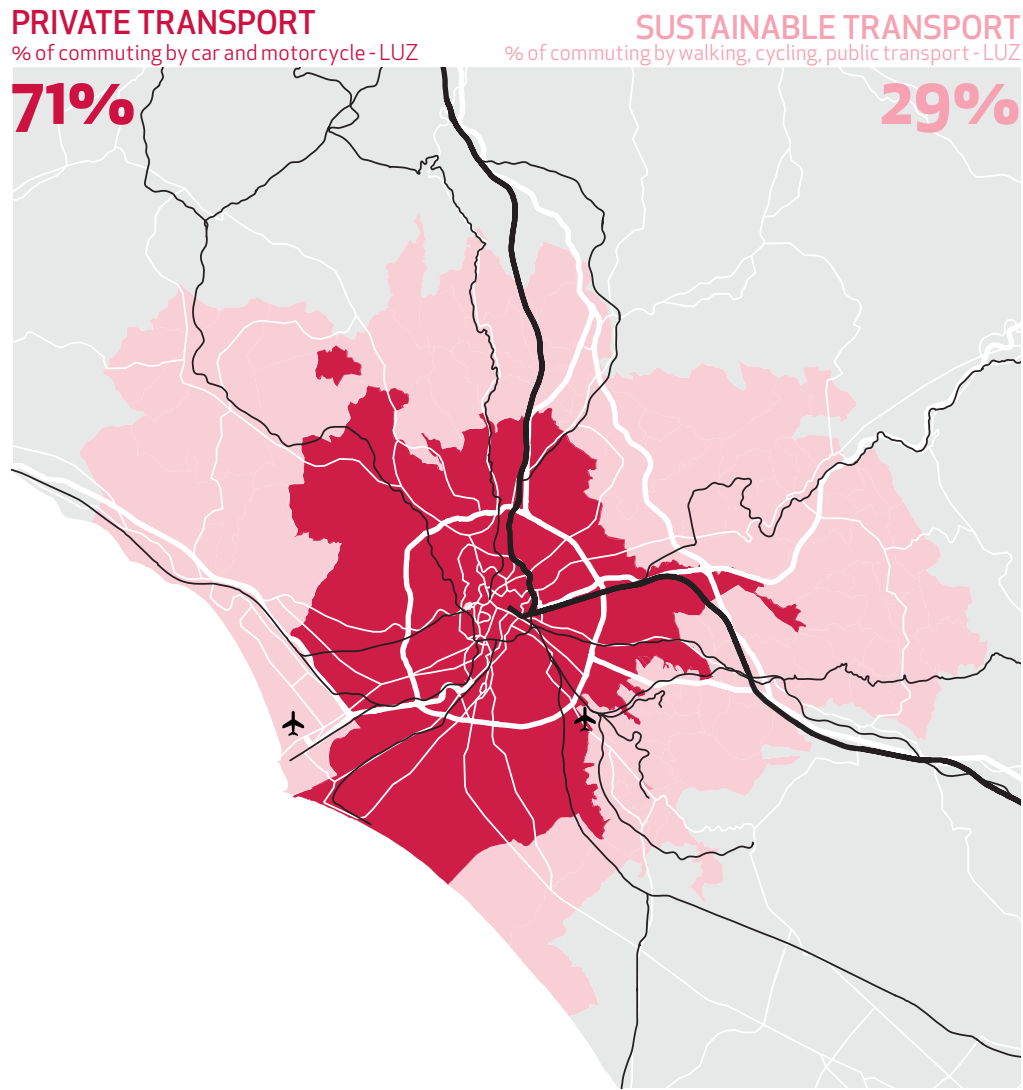 PRIVATE TRANSPORT
% of commuting by car and motorcycle - LUZ
71%
SUSTAINABLE TRANSPORT
% of commuting by walking, cycling, public transport - LUZ
29%